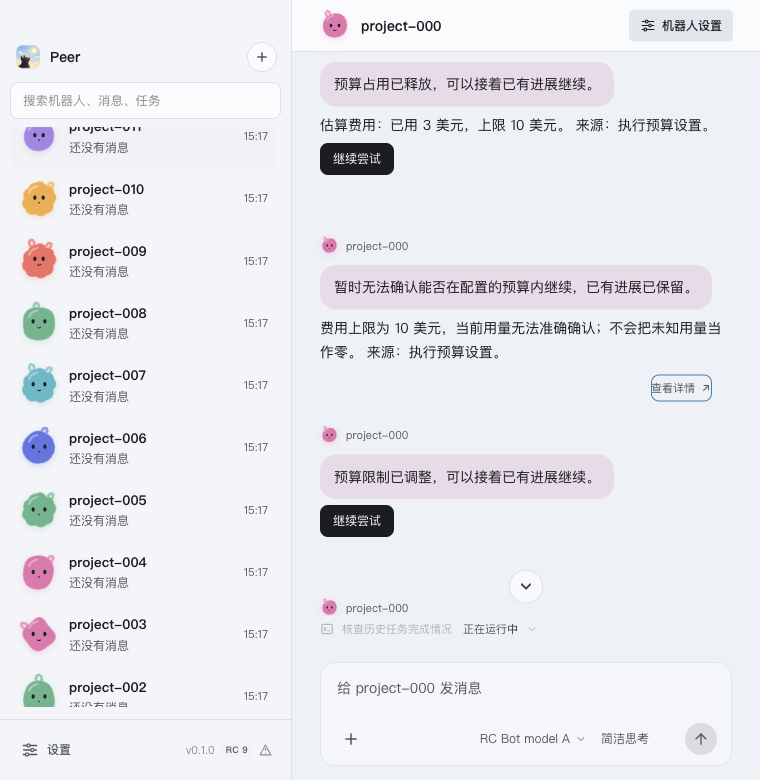 Peer
搜索机器人、消息、任务
project-011
还没有消息
15:17
project-010
还没有消息
15:17
project-009
还没有消息
15:17
project-008
还没有消息
15:17
project-007
还没有消息
15:17
project-006
还没有消息
15:17
project-005
还没有消息
15:17
project-004
还没有消息
15:17
project-003
还没有消息
15:17
project-002
还没有消息
15:17
设置
v0.1.0
RC 9
project-000
机器人设置
预算占用已释放，可以接着已有进展继续。
估算费用：已用 3 美元，上限 10 美元。 来源：执行预算设置。
继续尝试
project-000
暂时无法确认能否在配置的预算内继续，已有进展已保留。
费用上限为 10 美元，当前用量无法准确确认；不会把未知用量当
作零。 来源：执行预算设置。
查看详情
project-000
预算限制已调整，可以接着已有进展继续。
继续尝试
project-000
核查历史任务完成情况 正在运行中
给 project-000 发消息
RC Bot model A
简洁思考